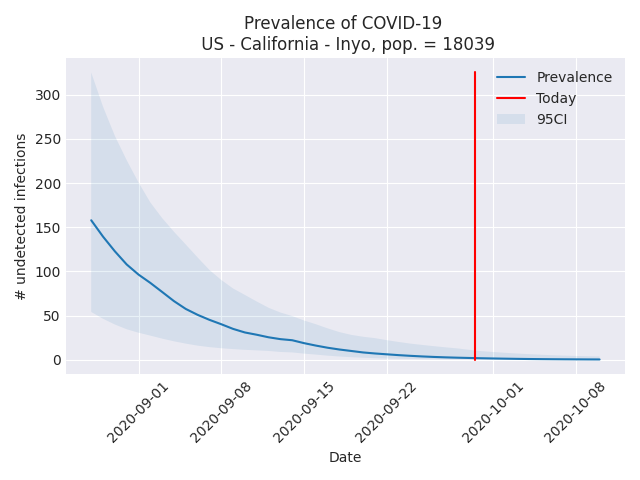 Prevalence of COVID-19
US - California - Inyo, pop. = 18039
Prevalence
Today
95CI
# undetected infections
300
250
200
150
100
50
0
2020-09-01
2020-09-08
2020-09-15
2020-09-22
2020-10-01
2020-10-08
Date